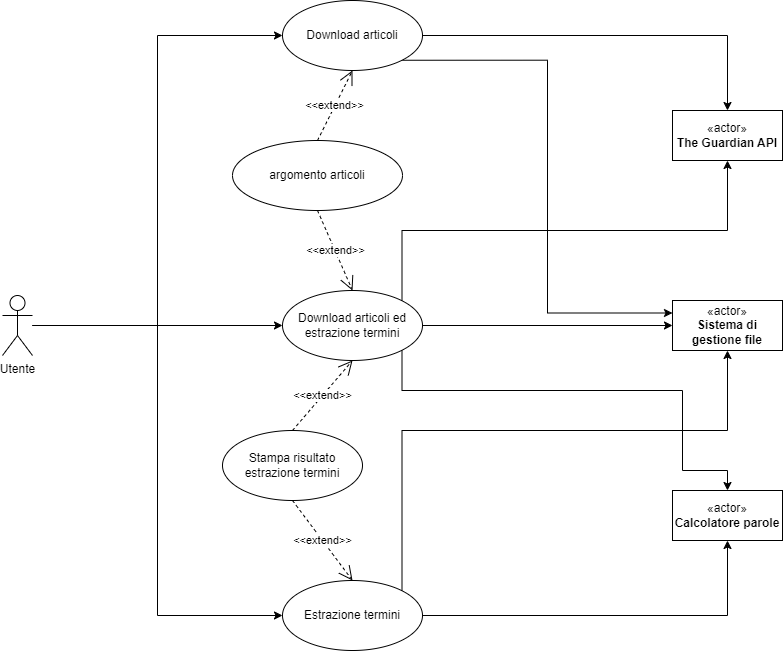 Download articoli
<<extend>>
«actor»
The Guardian API
argomento articoli
<<extend>>
Download articoli ed
estrazione termini
«actor»
Sistema di
gestione file
Utente
<<extend>>
Stampa risultato
estrazione termini
«actor»
Calcolatore parole
<<extend>>
Estrazione termini